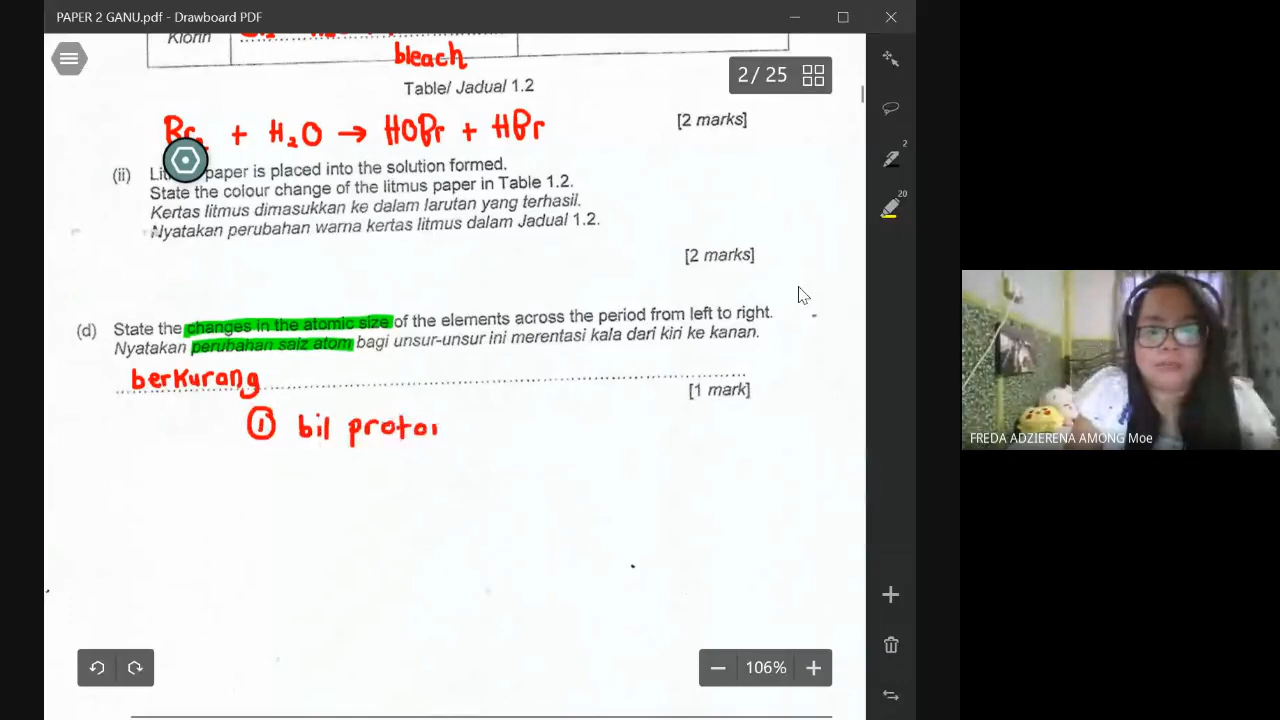 PAPER 2 GANU.pdf - Drawboard PDF
Klorin
bleach
2 / 25
Table/ Jadual 1.2
Br₂ + H₂O → HOBr + HBr
[2 marks]
(ii) paper is placed into the solution formed.
State the colour change of the litmus paper in Table 1.2.
Kertas litmus dimasukkan ke dalam larutan yang terhasil.
Nyatakan perubahan warna kertas litmus dalam Jadual 1.2.
[2 marks]
(d) State the changes in the atomic size of the elements across the period from left to right.
Nyatakan perubahan saiz atom bagi unsur-unsur ini merentasi kala dari kiri ke kanan.
berkurang
[1 mark]
① bil proton
2
20
106%
FREDA ADZIERENA AMONG Moe